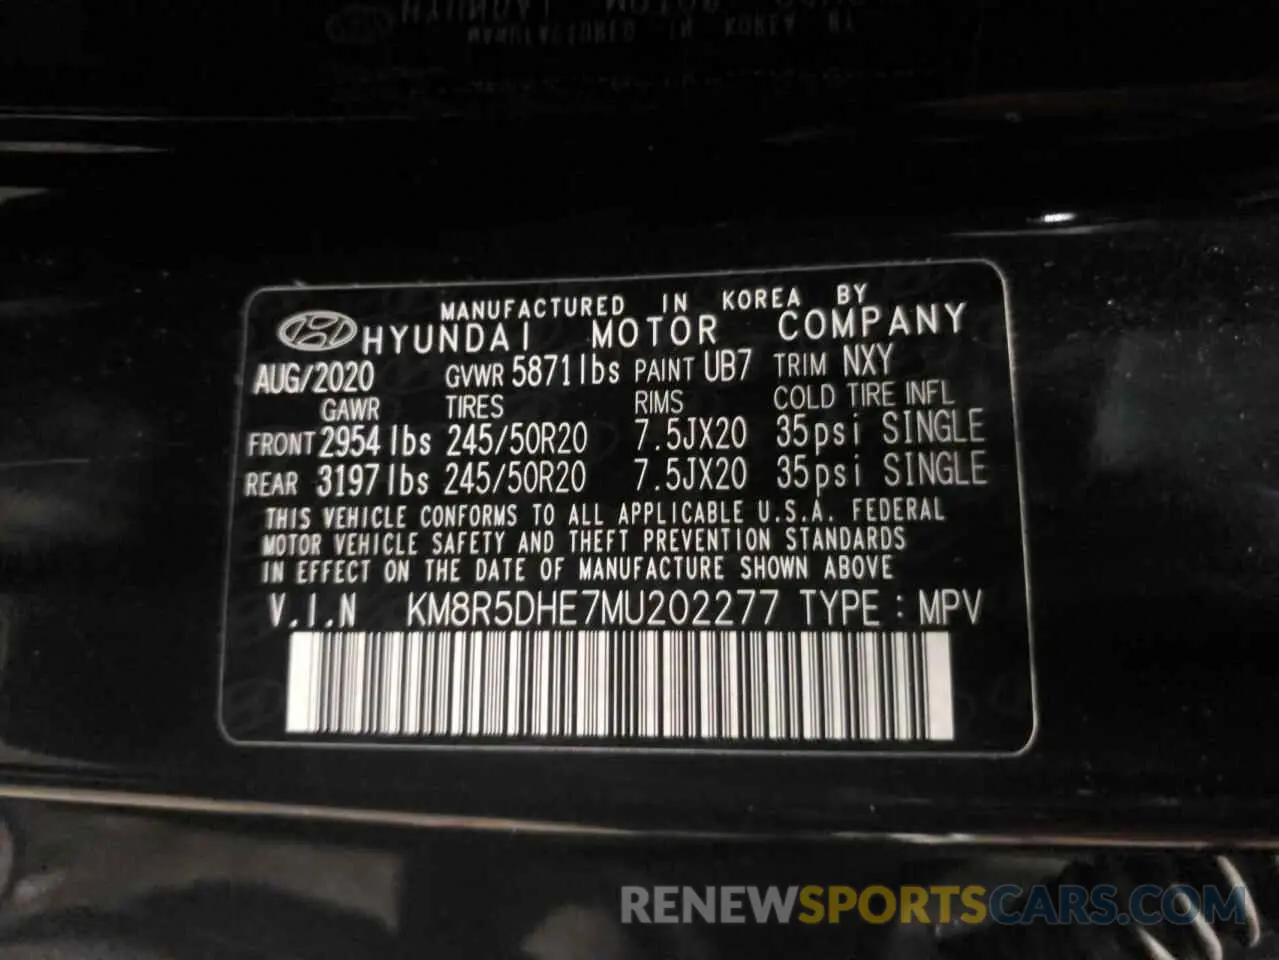 MANUFACTURED IN KOREA BY
HYUNDAI MOTOR COMPANY
AUG/2020 GVWR 5871lbs PAINT UB7 TRIM NXY
GAWR TIRES RIMS COLD TIRE INFL
FRONT 2954lbs 245/50R20 7.5JX20 35psi SINGLE
REAR 3197lbs 245/50R20 7.5JX20 35psi SINGLE
THIS VEHICLE CONFORMS TO ALL APPLICABLE U.S.A. FEDERAL
MOTOR VEHICLE SAFETY AND THEFT PREVENTION STANDARDS
IN EFFECT ON THE DATE OF MANUFACTURE SHOWN ABOVE
V.I.N KM8R5DHE7MU202277 TYPE : MPV
RENEWSPORTSCARS.COM